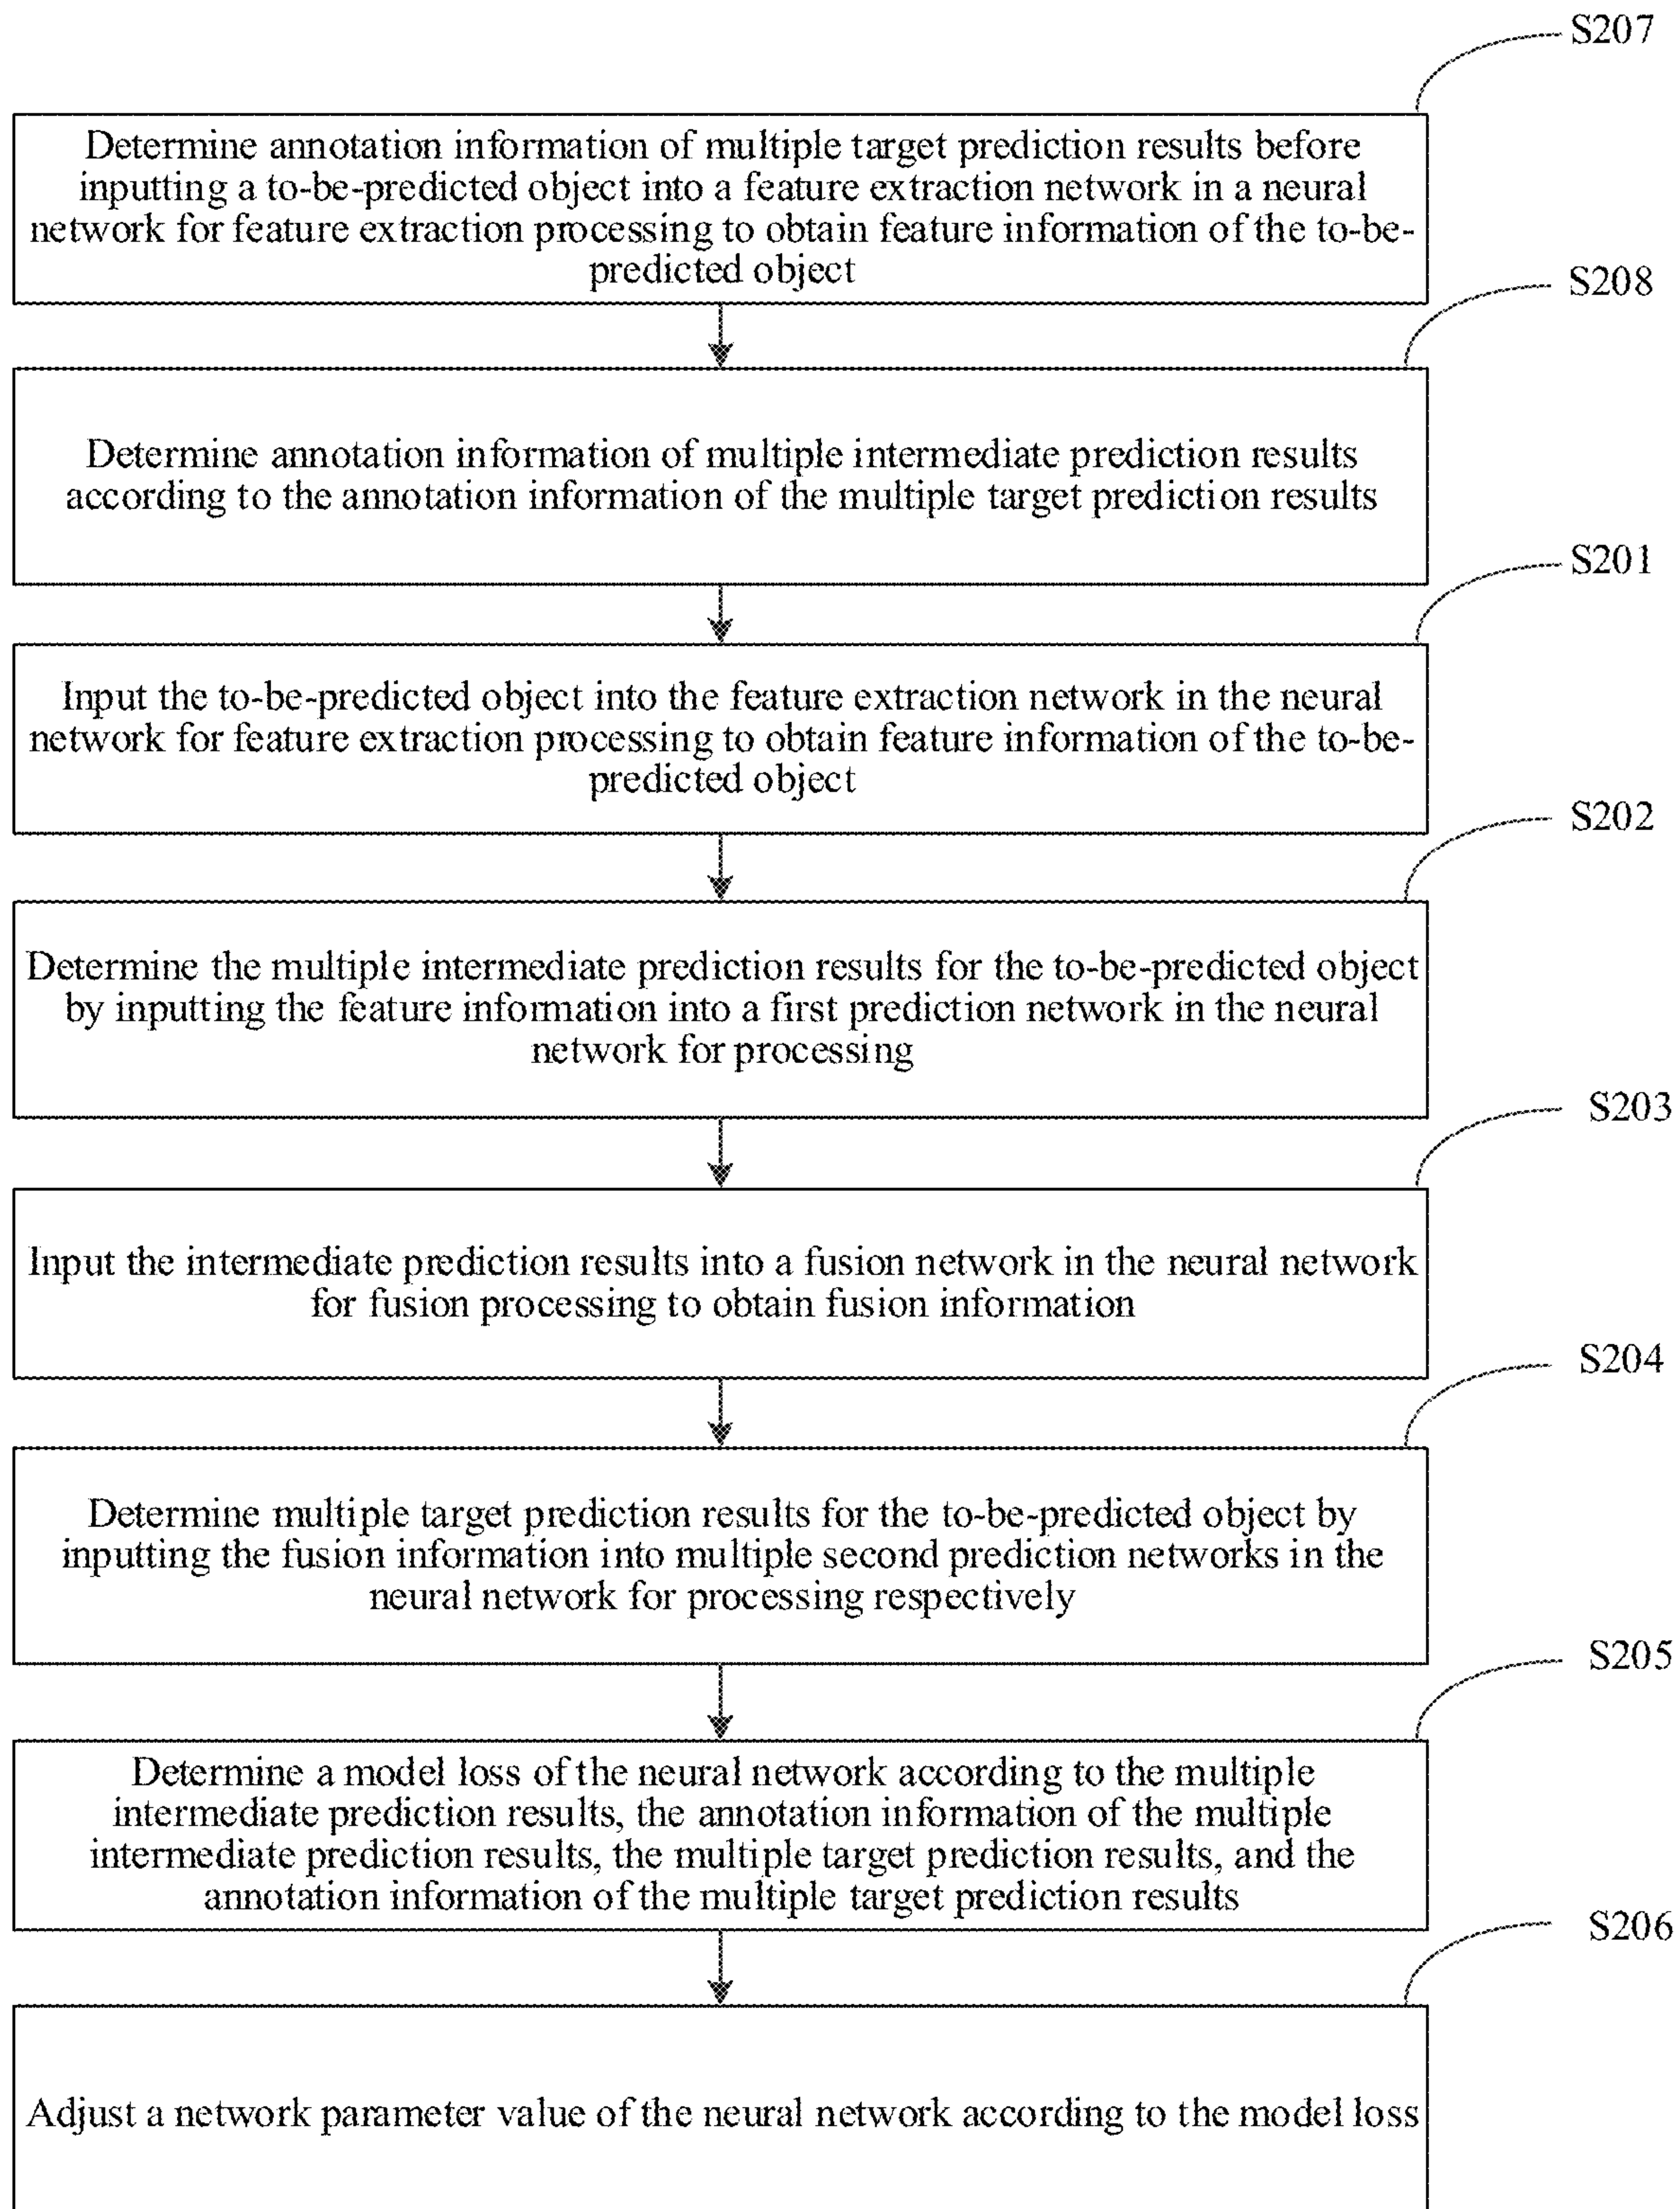 S207
Determine annotation information of multiple target prediction results before
inputting a to-be-predicted object into a feature extraction network in a neural
network for feature extraction processing to obtain feature information of the to-be-
predicted object
S208
Determine annotation information of multiple intermediate prediction results
according to the annotation information of the multiple target prediction results
S201
Input the to-be-predicted object into the feature extraction network in the neural
network for feature extraction processing to obtain feature information of the to-be-
predicted object
S202
Determine the multiple intermediate prediction results for the to-be-predicted object
by inputting the feature information into a first prediction network in the neural
network for processing
S203
Input the intermediate prediction results into a fusion network in the neural network
for fusion processing to obtain fusion information
S204
Determine multiple target prediction results for the to-be-predicted object by
inputting the fusion information into multiple second prediction networks in the
neural network for processing respectively
S205
Determine a model loss of the neural network according to the multiple
intermediate prediction results, the annotation information of the multiple
intermediate prediction results, the multiple target prediction results, and the
annotation information of the multiple target prediction results
S206
Adjust a network parameter value of the neural network according to the model loss